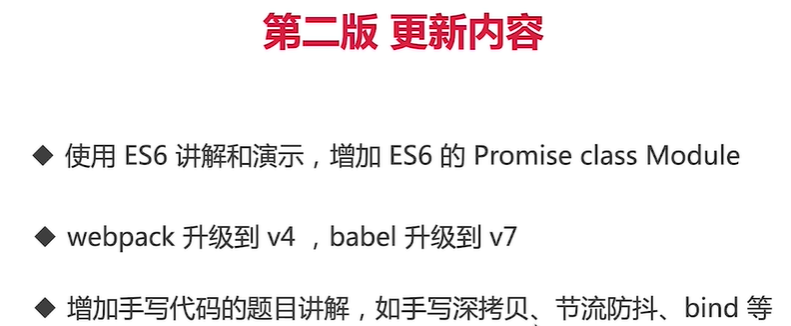 第二版 更新内容
◆ 使用 ES6 讲解和演示，增加 ES6 的 Promise class Module
◆ webpack 升级到 v4 ，babel 升级到 v7
◆ 增加手写代码的题目讲解，如手写深拷贝、节流防抖、bind 等